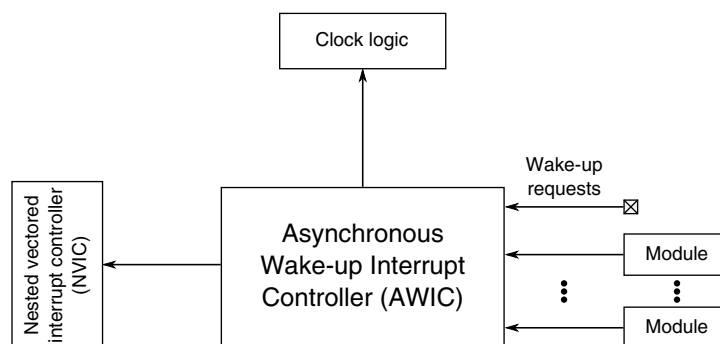 Clock logic
Wake-up
requests
Nested vectored
interrupt controller
(NVIC)
Asynchronous
Wake-up Interrupt
Controller (AWIC)
Module
Module